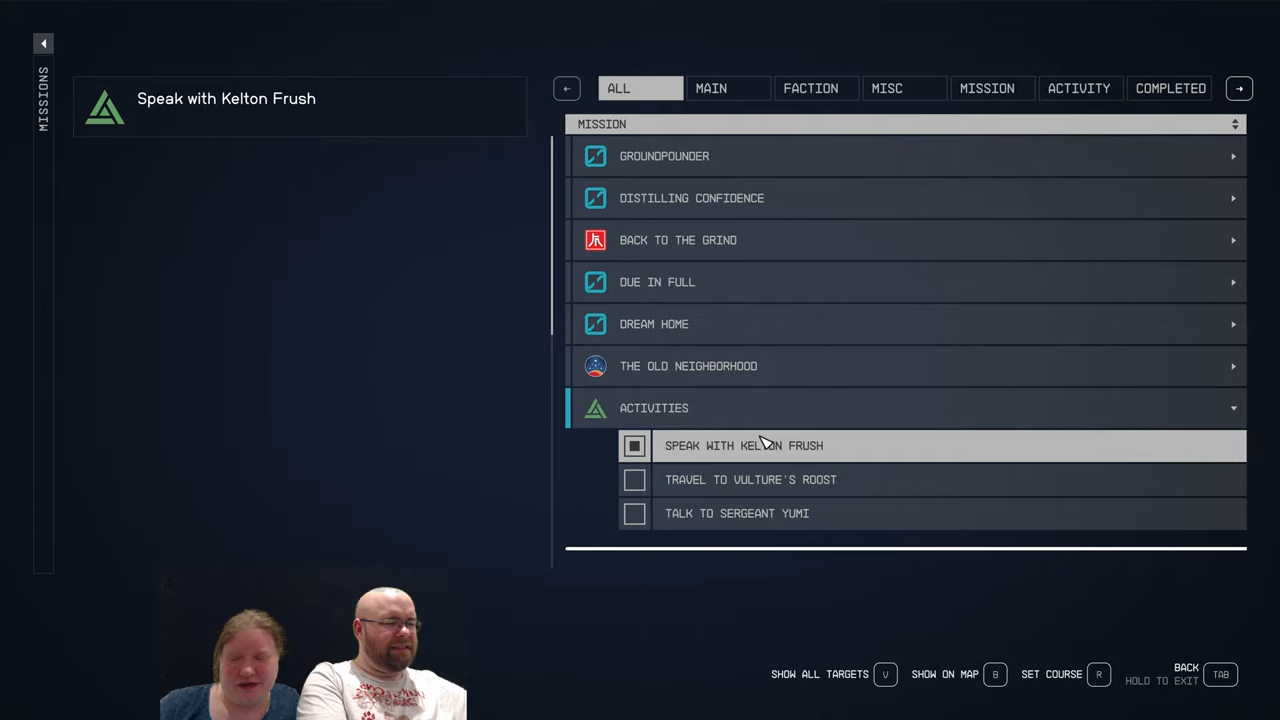 MISSIONS
Speak with Kelton Frush
ALL
MAIN
FACTION
MISC
MISSION
ACTIVITY
COMPLETED
MISSION
GROUNDPOUNDER
DISTILLING CONFIDENCE
BACK TO THE GRIND
DUE IN FULL
DREAM HOME
THE OLD NEIGHBORHOOD
ACTIVITIES
SPEAK WITH KELTON FRUSH
TRAVEL TO VULTURE'S ROOST
TALK TO SERGEANT YUMI
SHOW ALL TARGETS V
SHOW ON MAP B
SET COURSE R
BACK
HOLD TO EXIT
TAB